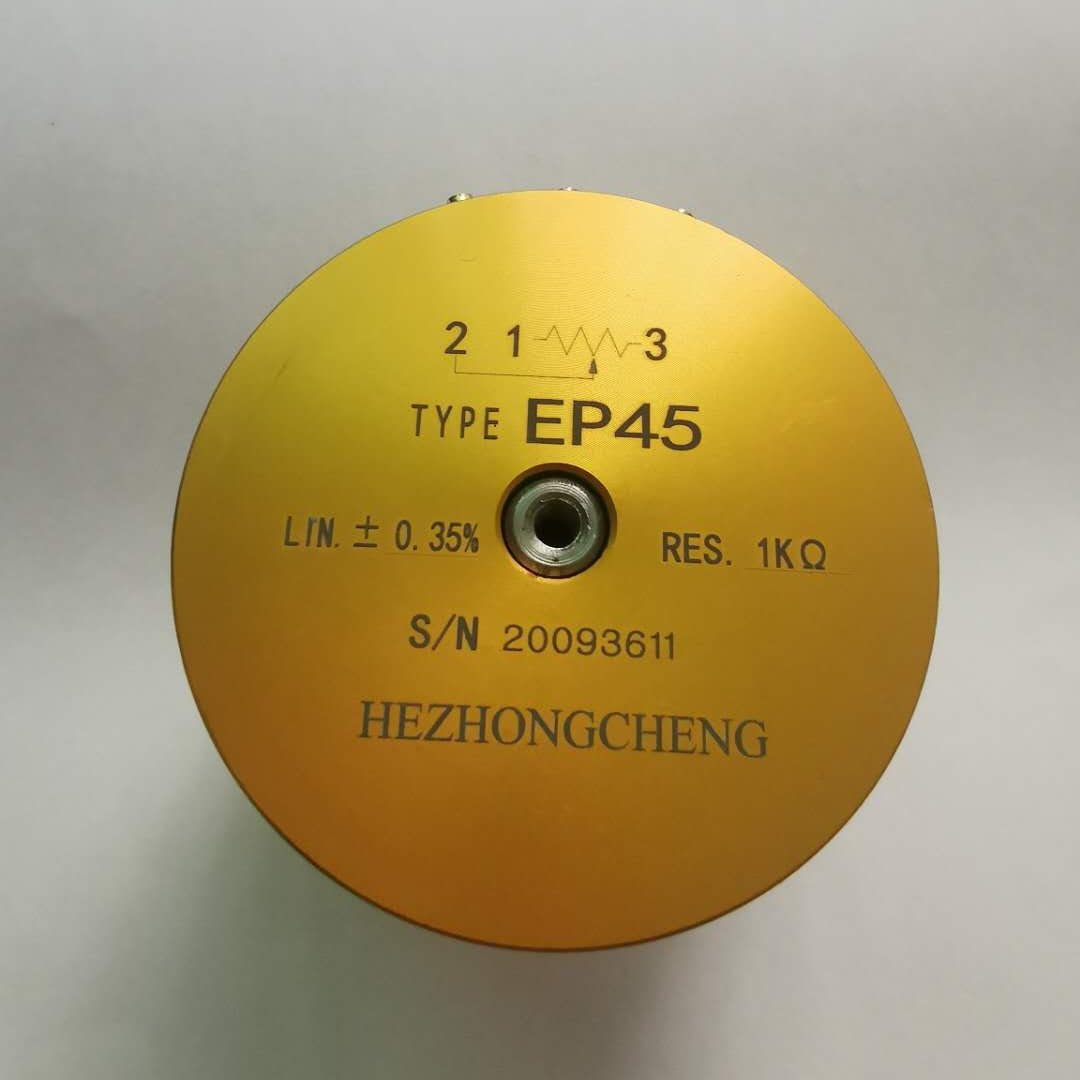 2 1 3
TYPE EP45
LIN. ± 0.35% RES. 1KΩ
S/N 20093611
HEZHONGCHENG